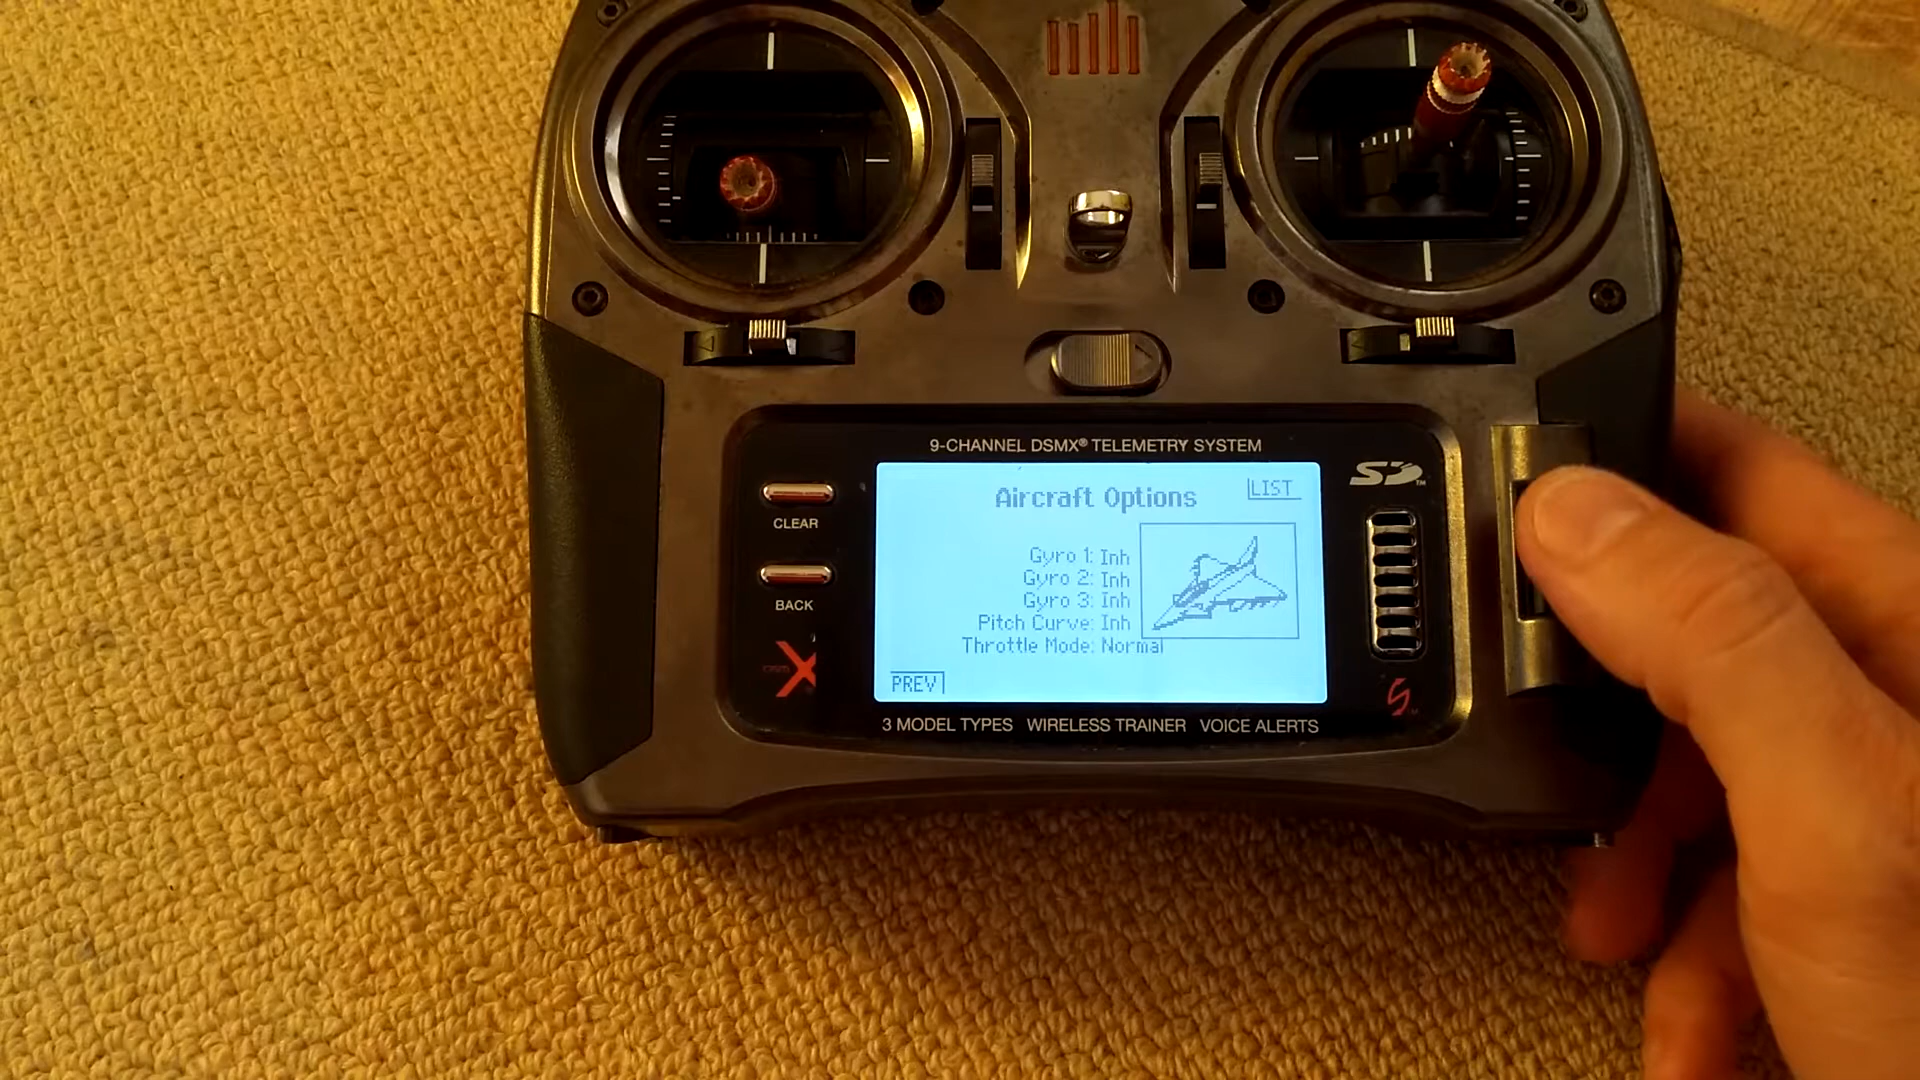 9-CHANNEL DSMX® TELEMETRY SYSTEM
Aircraft Options
LIST
Gyro 1: Inh
Gyro 2: Inh
Gyro 3: Inh
Pitch Curve: Inh
Throttle Mode: Normal
PREV
CLEAR
BACK
SD™
X
3 MODEL TYPES WIRELESS TRAINER VOICE ALERTS